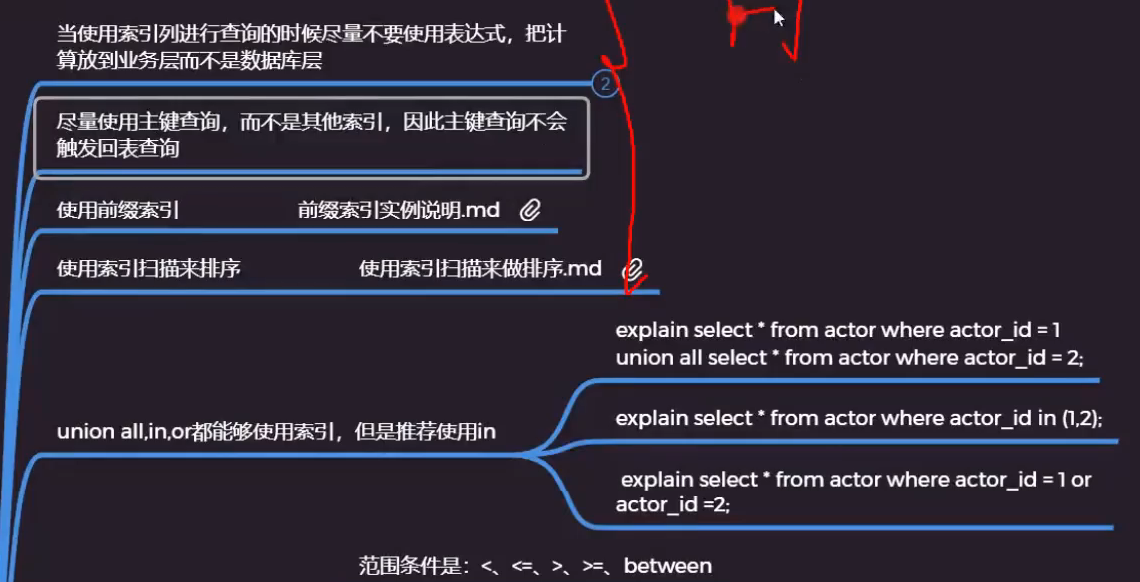 当使用索引列进行查询的时候尽量不要使用表达式，把计
算放到业务层而不是数据库层
2
尽量使用主键查询，而不是其他索引，因此主键查询不会
触发回表查询
使用前缀索引 前缀索引实例说明.md
使用索引扫描来排序 使用索引扫描来做排序.md
explain select * from actor where actor_id = 1
union all select * from actor where actor_id = 2;
union all,in,or都能够使用索引，但是推荐使用in
explain select * from actor where actor_id in (1,2);
explain select * from actor where actor_id = 1 or
actor_id =2;
范围条件是：<、<=、>、>=、between